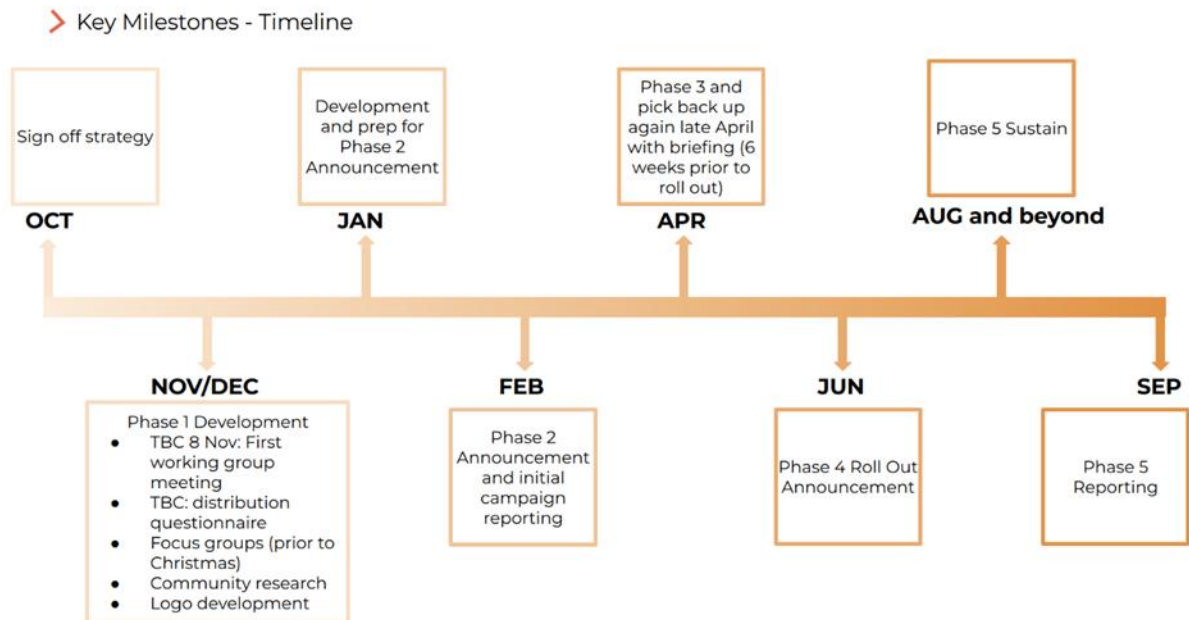 Key Milestones - Timeline
Sign off strategy
OCT
Development
and prep for
Phase 2
Announcement
JAN
Phase 3 and
pick back up
again late April
with briefing (6
weeks prior to
roll out)
APR
Phase 5 Sustain
AUG and beyond
NOV/DEC
Phase 1 Development
● TBC 8 Nov: First
working group
meeting
● TBC: distribution
questionnaire
● Focus groups (prior to
Christmas)
● Community research
● Logo development
FEB
Phase 2
Announcement
and initial
campaign
reporting
JUN
Phase 4 Roll Out
Announcement
SEP
Phase 5
Reporting